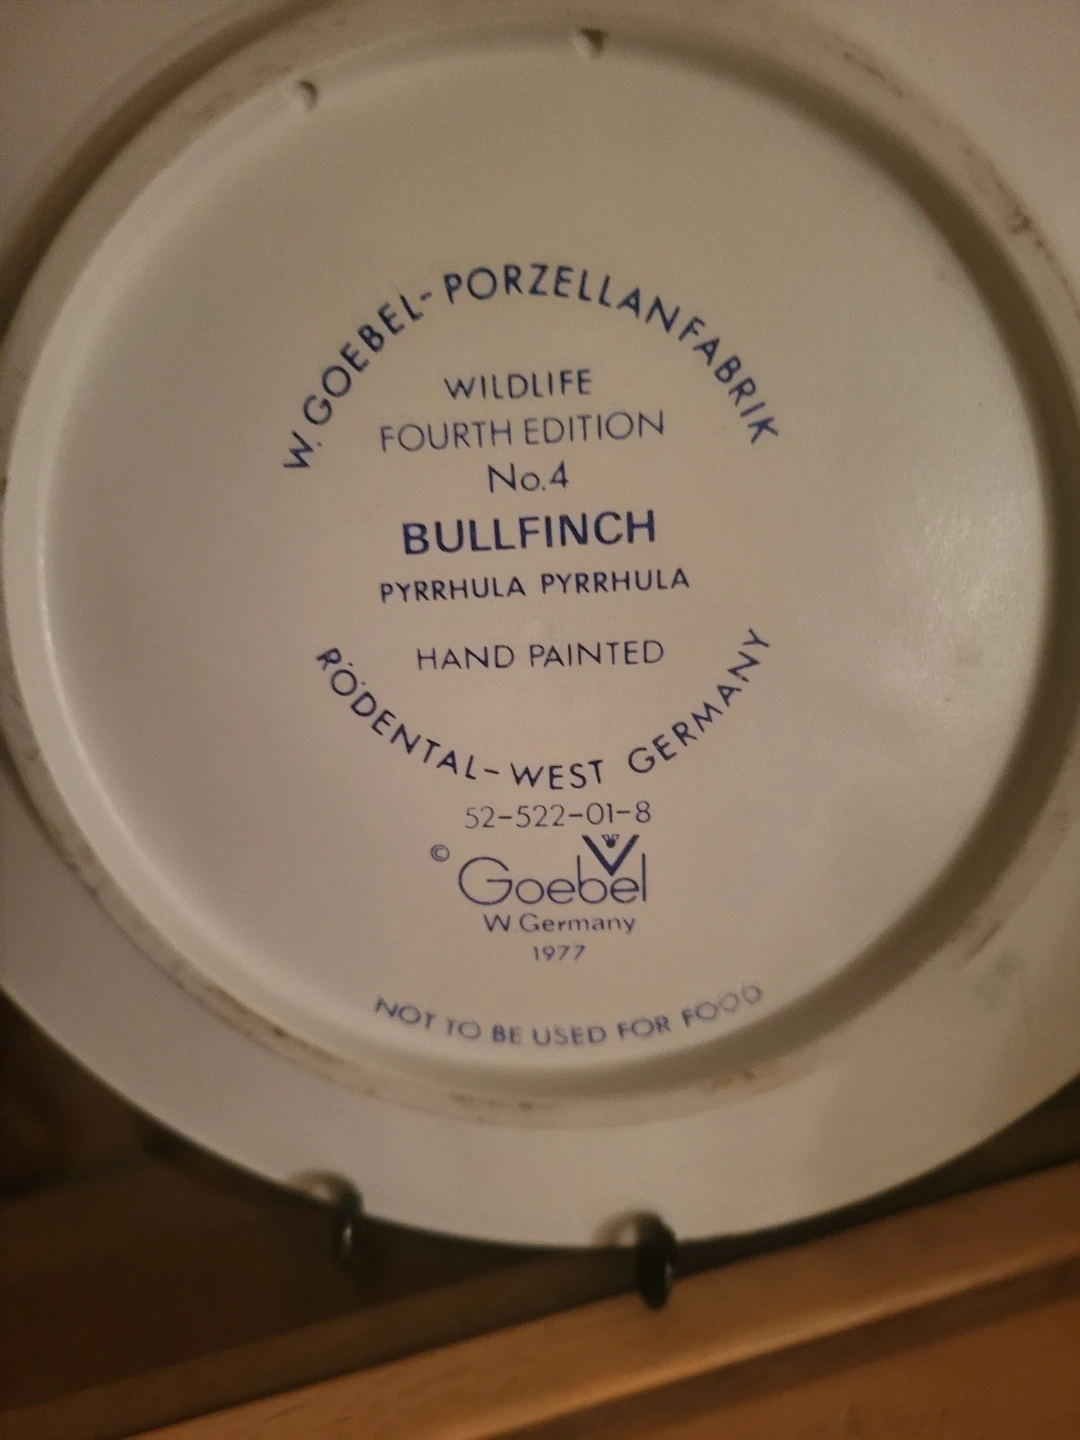 W. GOEBEL-PORZELLANFABRIK
WILDLIFE
FOURTH EDITION
No.4
BULLFINCH
PYRRHULA PYRRHULA
HAND PAINTED
RÖDENTAL-WEST GERMANY
52-522-01-8
© Goebel
W. Germany
1977
NOT TO BE USED FOR FOOD